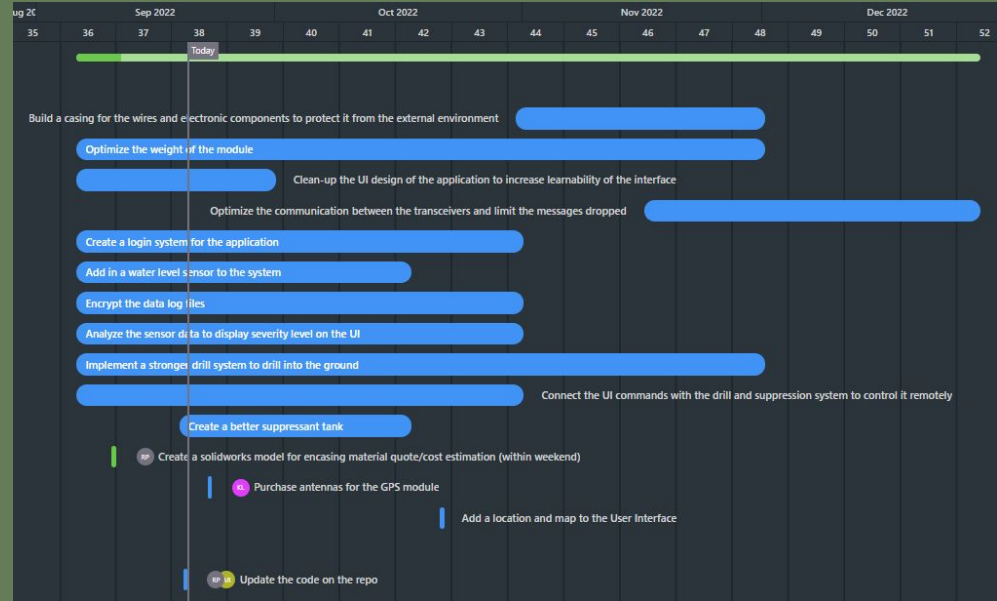 ug 20 Sep 2022 Oct 2022 Nov 2022 Dec 2022
35 36 37 38 39 40 41 42 43 44 45 46 47 48 49 50 51 52
Today
Build a casing for the wires and electronic components to protect it from the external environment
Optimize the weight of the module
Clean-up the UI design of the application to increase learnability of the interface
Optimize the communication between the transceivers and limit the messages dropped
Create a login system for the application
Add in a water level sensor to the system
Encrypt the data log files
Analyze the sensor data to display severity level on the UI
Implement a stronger drill system to drill into the ground
Connect the UI commands with the drill and suppression system to control it remotely
Create a better suppressant tank
RP Create a solidworks model for encasing material quote/cost estimation (within weekend)
KL Purchase antennas for the GPS module
Add a location and map to the User Interface
RP Update the code on the repo